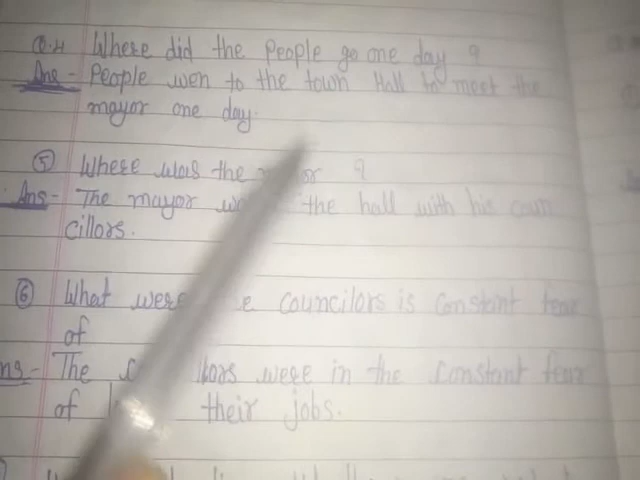 Q.4 Where did the People go one day ?
Ans - People wen to the town Hall to meet the
mayor one day.
5 Where was the ?
Ans - The mayor the hall with his coun
cillors.
6 What were councilors is constant fear
of
Ans - The were in the constant fear
of their jobs.